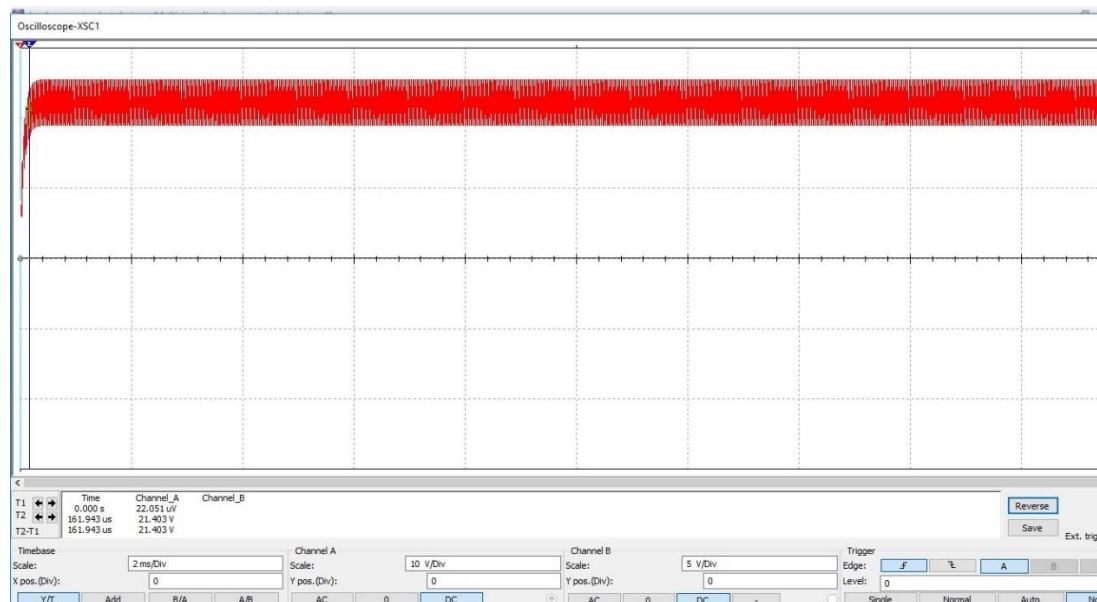 Oscilloscope-XSC1
Time Channel_A Channel_B
T1 0.000 s 22.051 uV
T2 161.943 us 21.403 V
T2-T1 161.943 us 21.403 V
Reverse
Save
Ext. trig
Timebase
Scale: 2 ms/Div
X pos.(Div): 0
Y/T Add B/A A/B
Channel A
Scale: 10 V/Div
Y pos.(Div): 0
AC 0 DC
Channel B
Scale: 5 V/Div
Y pos.(Div): 0
AC 0 DC -
Trigger
Edge: A B
Level: 0
Single Normal Auto No